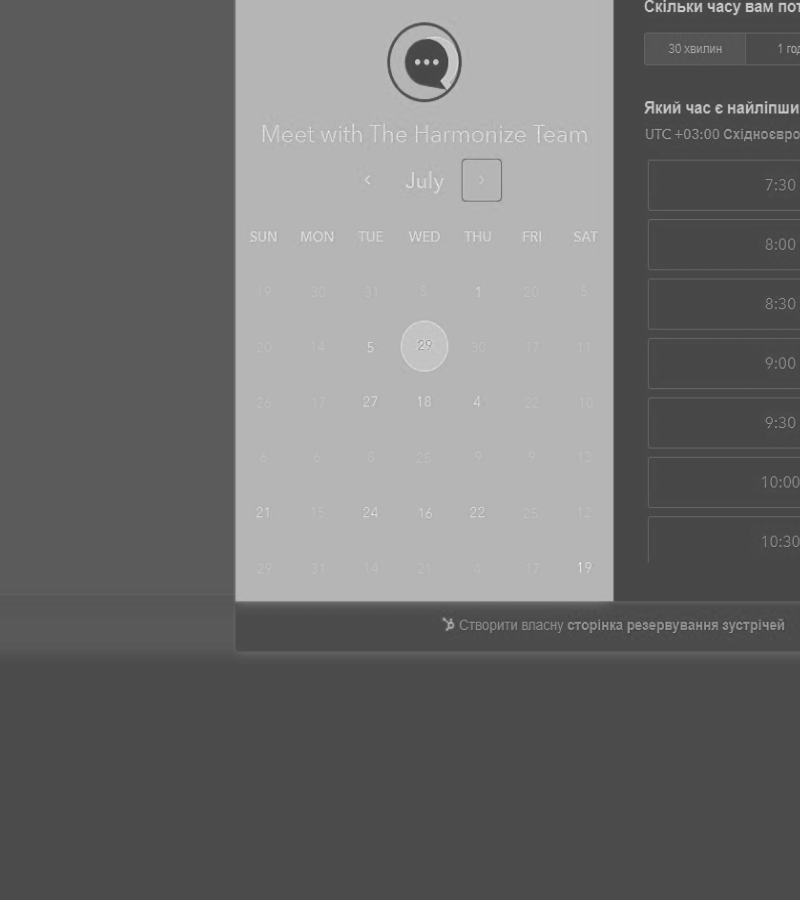 Meet with The Harmonize Team
July
SUN MON TUE WED THU FRI SAT
19 30 31 5 1 20 5
20 14 5 29 30 17 11
26 17 27 18 4 22 10
6 6 8 25 9 9 13
21 15 24 16 22 25 12
29 31 14 21 4 17 19
Створити власну сторінка резервування зустрічей
Скільки часу вам пот
30 хвилин 1 год
Який час є найліпши
UTC +03:00 Східноєвро
7:30
8:00
8:30
9:00
9:30
10:00
10:30